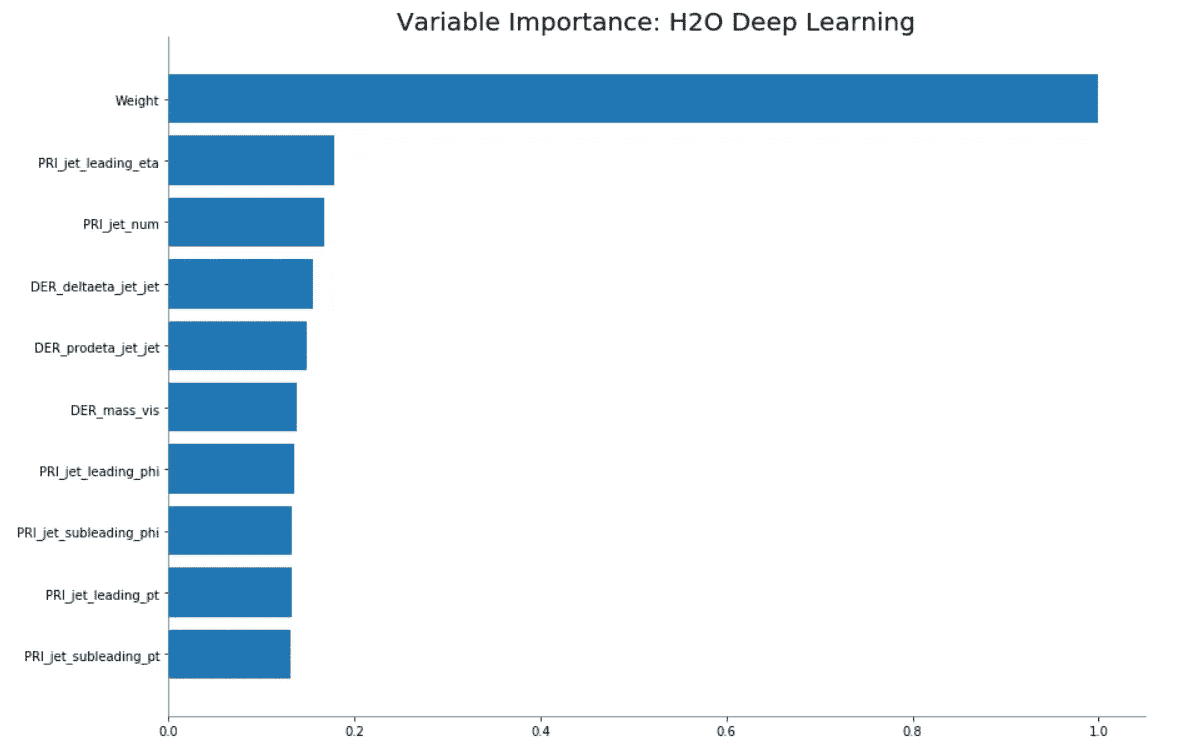 Variable Importance: H2O Deep Learning
Weight
PRI_jet_leading_eta
PRI_jet_num
DER_deltaeta_jet_jet
DER_prodeta_jet_jet
DER_mass_vis
PRI_jet_leading_phi
PRI_jet_subleading_phi
PRI_jet_leading_pt
PRI_jet_subleading_pt
0.0 0.2 0.4 0.6 0.8 1.0